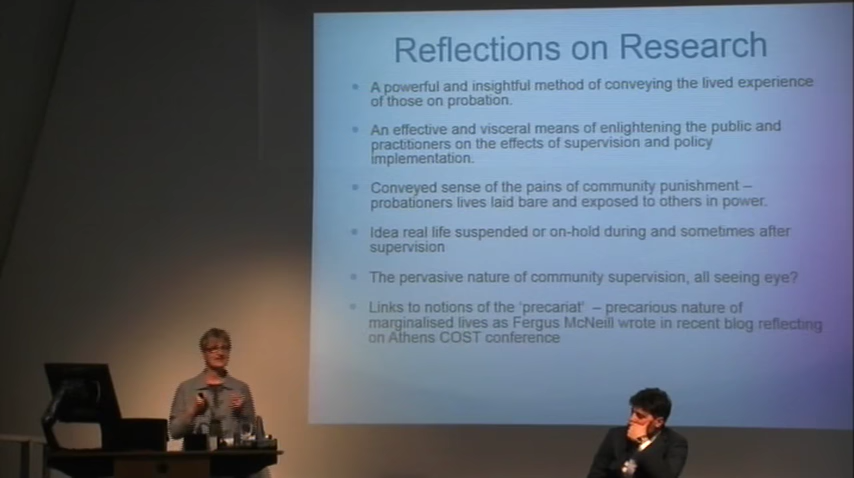 Reflections on Research
A powerful and insightful method of conveying the lived experience
of those on probation.
An effective and visceral means of enlightening the public and
practitioners on the effects of supervision and policy
implementation.
Conveyed sense of the pains of community punishment –
probationers lives laid bare and exposed to others in power.
Idea real life suspended or on-hold during and sometimes after
supervision
The pervasive nature of community supervision, all seeing eye?
Links to notions of the 'precariat' – precarious nature of
marginalised lives as Fergus McNeill wrote in recent blog reflecting
on Athens COST conference